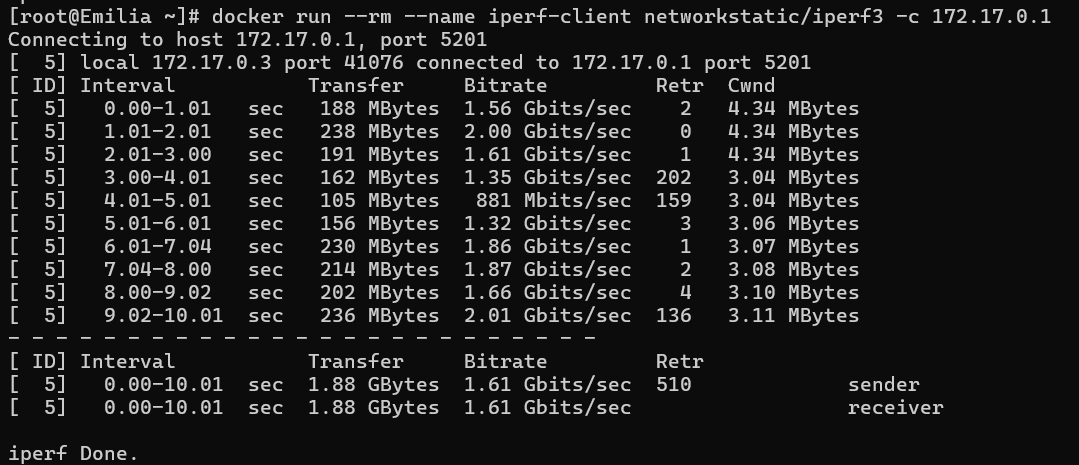 [root@Emilia ~]# docker run --rm --name iperf-client networkstatic/iperf3 -c 172.17.0.1
Connecting to host 172.17.0.1, port 5201
[  5] local 172.17.0.3 port 41076 connected to 172.17.0.1 port 5201
[ ID] Interval           Transfer     Bitrate         Retr  Cwnd
[  5]   0.00-1.01   sec   188 MBytes  1.56 Gbits/sec    2   4.34 MBytes
[  5]   1.01-2.01   sec   238 MBytes  2.00 Gbits/sec    0   4.34 MBytes
[  5]   2.01-3.00   sec   191 MBytes  1.61 Gbits/sec    1   4.34 MBytes
[  5]   3.00-4.01   sec   162 MBytes  1.35 Gbits/sec  202   3.04 MBytes
[  5]   4.01-5.01   sec   105 MBytes   881 Mbits/sec  159   3.04 MBytes
[  5]   5.01-6.01   sec   156 MBytes  1.32 Gbits/sec    3   3.06 MBytes
[  5]   6.01-7.04   sec   230 MBytes  1.86 Gbits/sec    1   3.07 MBytes
[  5]   7.04-8.00   sec   214 MBytes  1.87 Gbits/sec    2   3.08 MBytes
[  5]   8.00-9.02   sec   202 MBytes  1.66 Gbits/sec    4   3.10 MBytes
[  5]   9.02-10.01  sec   236 MBytes  2.01 Gbits/sec  136   3.11 MBytes
- - - - - - - - - - - - - - - - - - - - - - - - -
[ ID] Interval           Transfer     Bitrate         Retr
[  5]   0.00-10.01  sec  1.88 GBytes  1.61 Gbits/sec  510             sender
[  5]   0.00-10.01  sec  1.88 GBytes  1.61 Gbits/sec                  receiver

iperf Done.